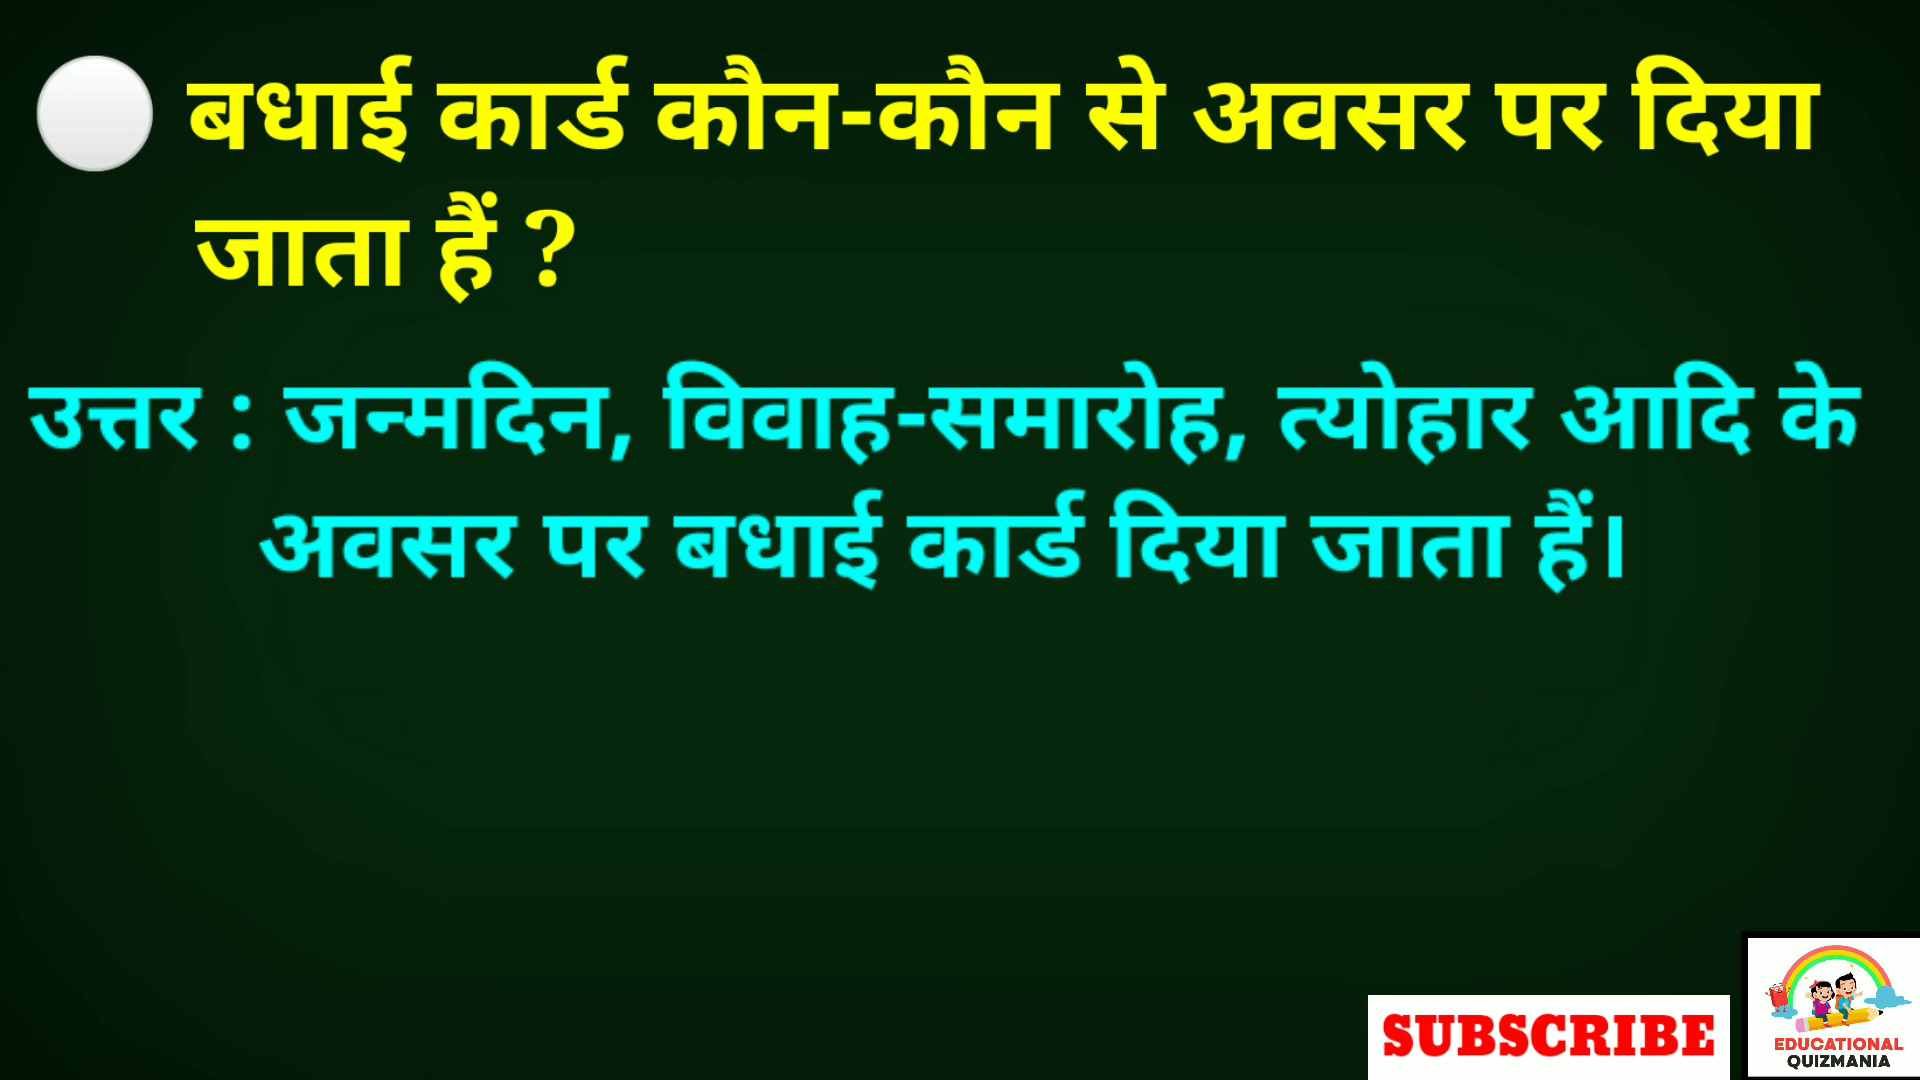 बधाई कार्ड कौन-कौन से अवसर पर दिया
जाता हैं ?
उत्तर : जन्मदिन, विवाह-समारोह, त्योहार आदि के
अवसर पर बधाई कार्ड दिया जाता हैं।
SUBSCRIBE
EDUCATIONAL
QUIZMANIA